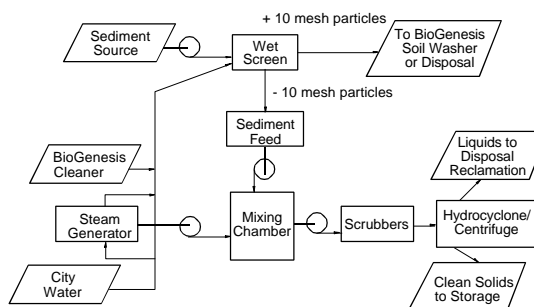 + 10 mesh particles
Sediment
Source
Wet
Screen
To BioGenesis
Soil Washer
or Disposal
- 10 mesh particles
Sediment
Feed
BioGenesis
Cleaner
Liquids to
Disposal
Reclamation
Steam
Generator
Mixing
Chamber
Scrubbers
Hydrocyclone/
Centrifuge
City
Water
Clean Solids
to Storage